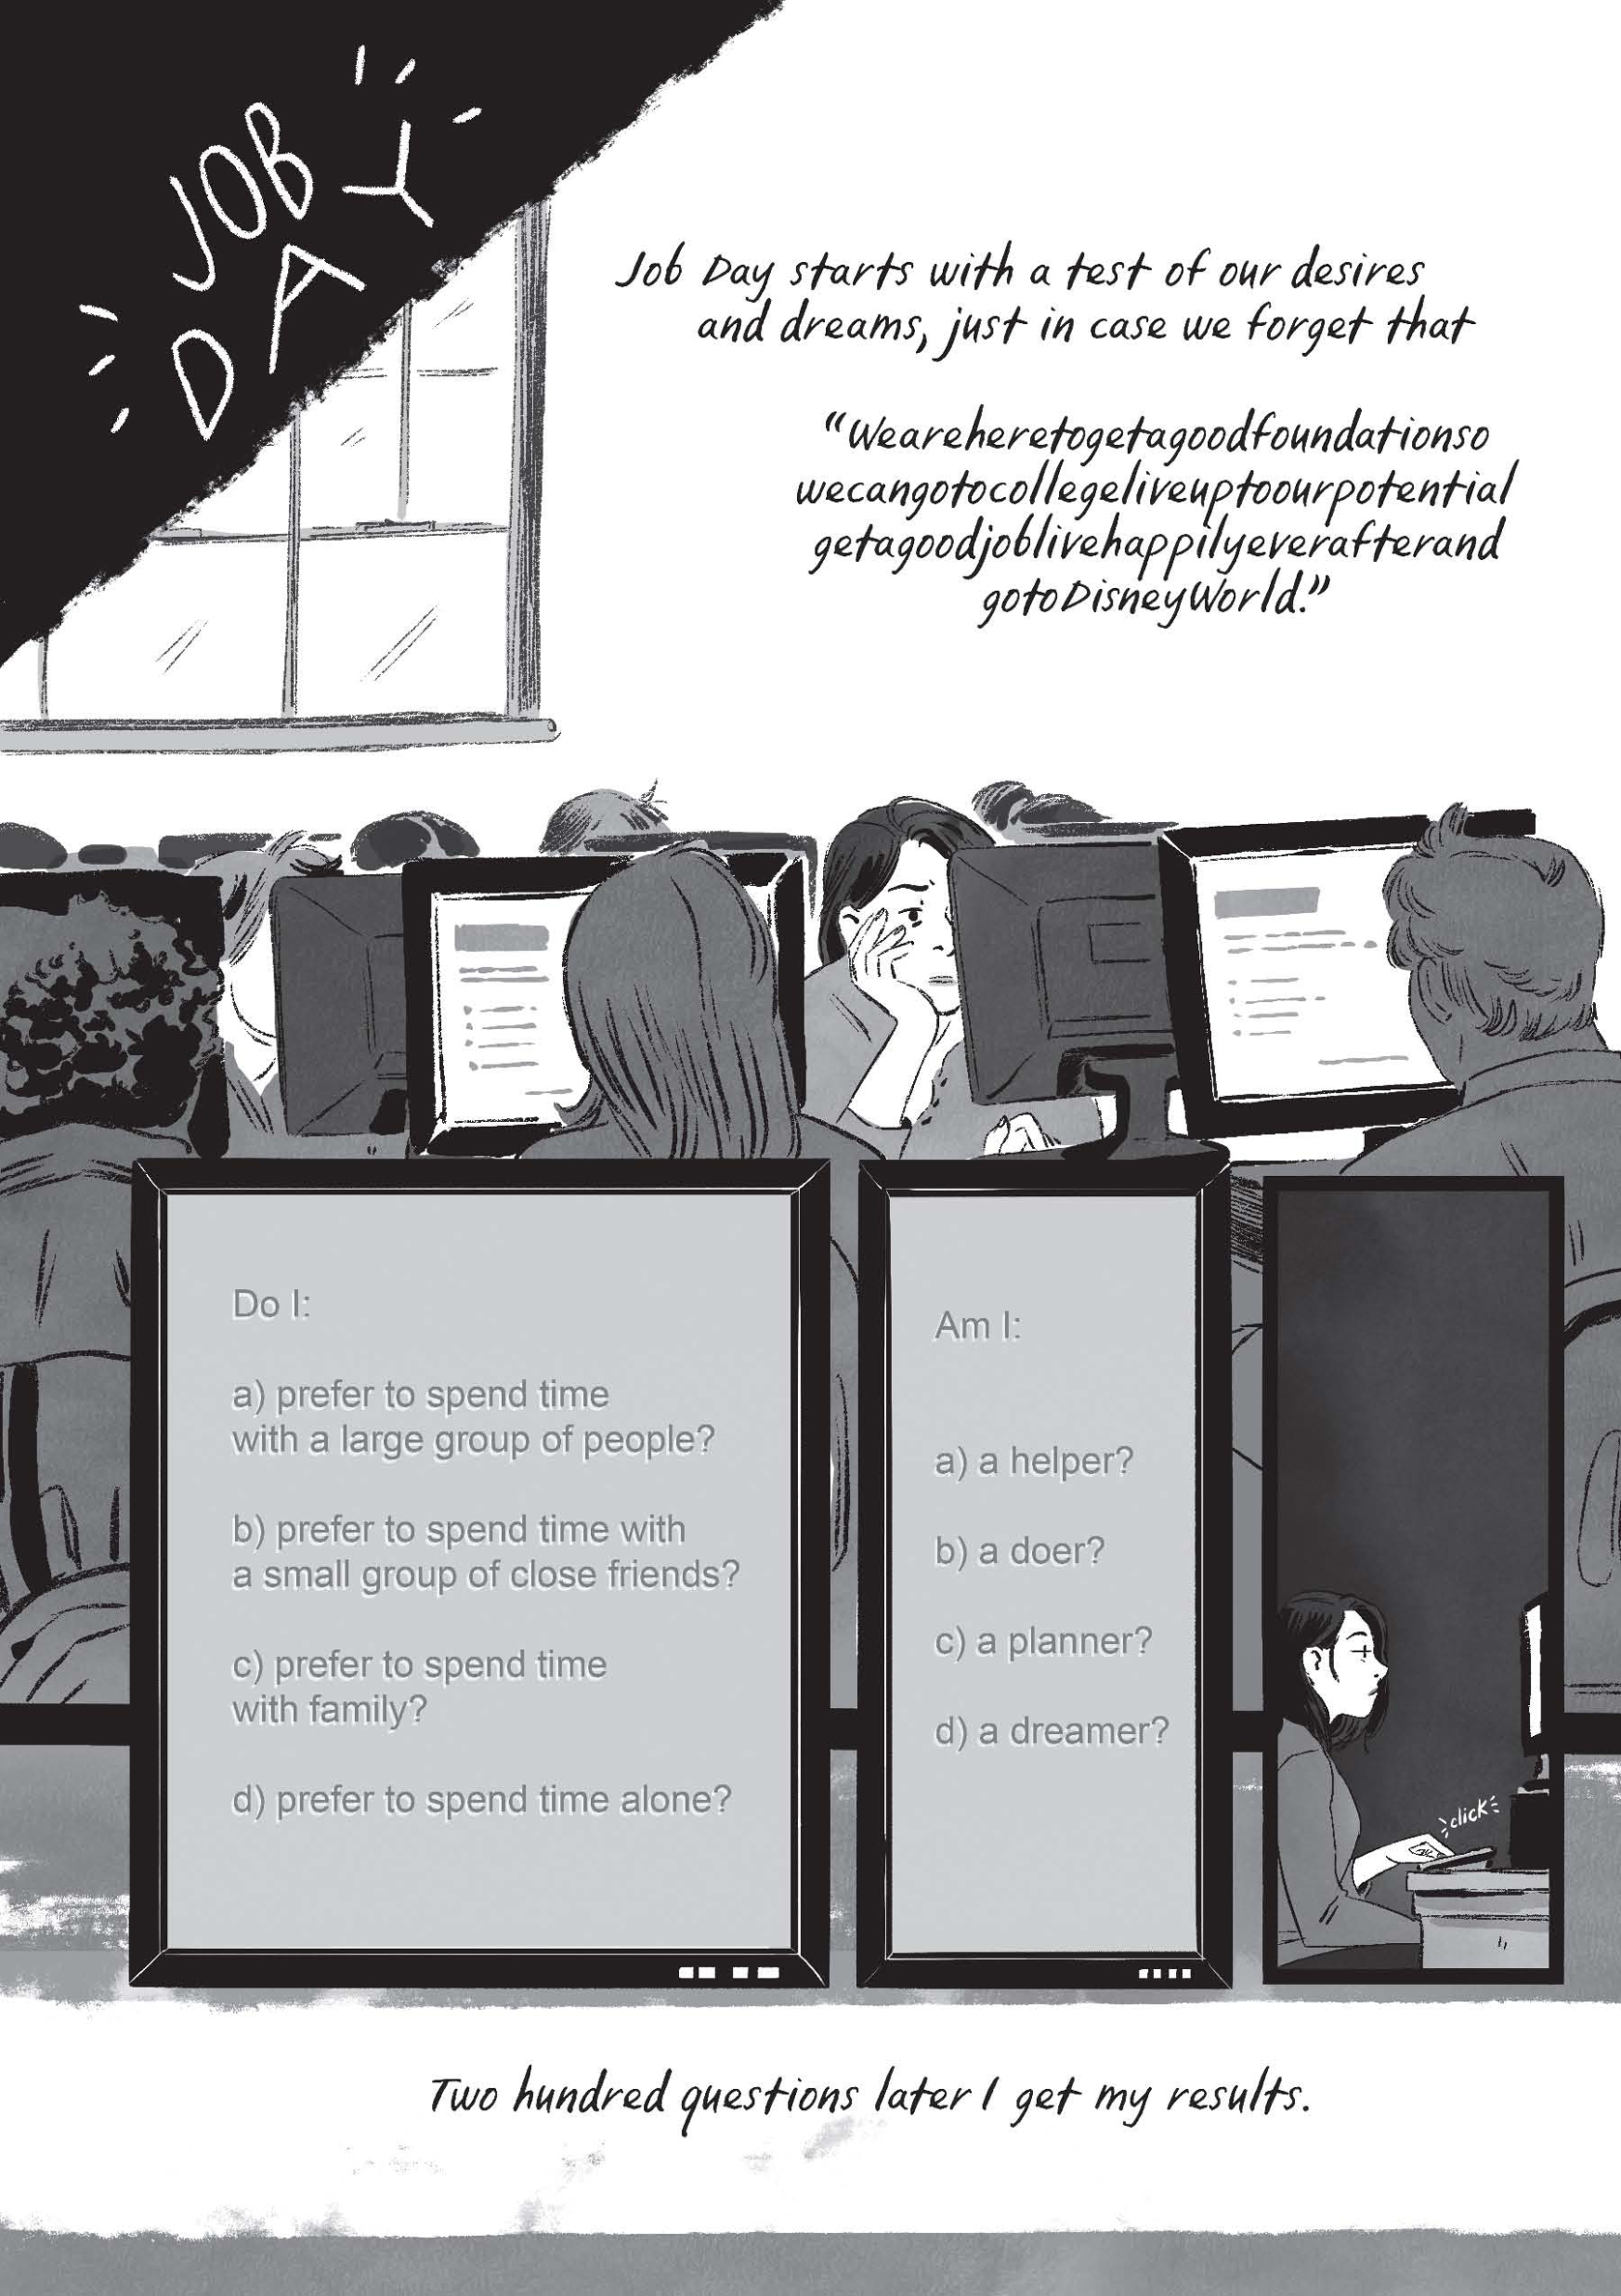 JOB
DAY
Job Day starts with a test of our desires
and dreams, just in case we forget that
“Weareheretogetagoodfoundationso
wecangotocollegeliveuptoourpotential
getagoodjoblivehappilyeverafterand
gotoDisneyWorld.”
Do I:
a) prefer to spend time
with a large group of people?
b) prefer to spend time with
a small group of close friends?
c) prefer to spend time
with family?
d) prefer to spend time alone?
Am I:
a) a helper?
b) a doer?
c) a planner?
d) a dreamer?
click
Two hundred questions later I get my results.